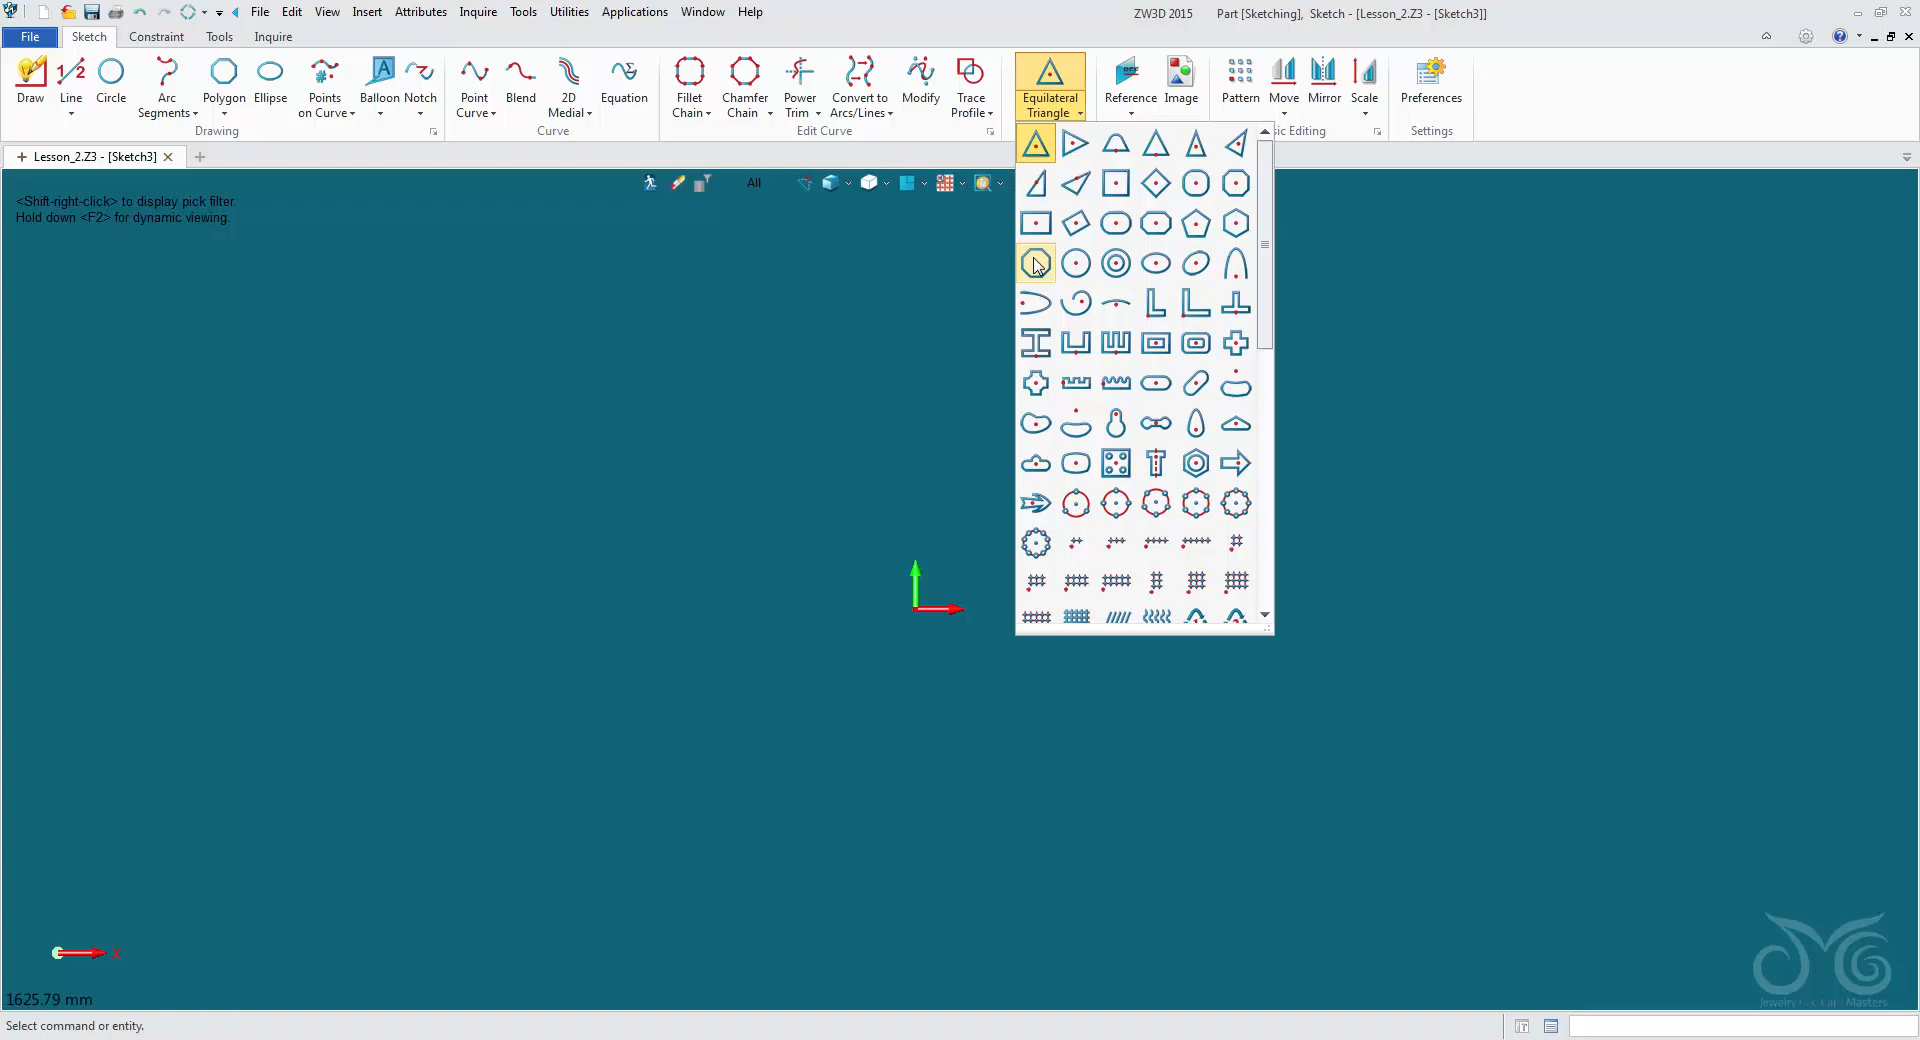 File Edit View Insert Attributes Inquire Tools Utilities Applications Window Help
ZW3D 2015 Part [Sketching], Sketch - [Lesson_2.Z3 - [Sketch3]]
File Sketch Constraint Tools Inquire
Draw Line Circle Arc Segments Polygon Ellipse Points on Curve Balloon Notch
Point Curve Blend 2D Medial Equation
Fillet Chain Chamfer Chain Power Trim Convert to Arcs/Lines Modify Trace Profile
Equilateral Triangle Reference Image Pattern Move Mirror Scale Preferences
Drawing Curve Edit Curve ic Editing Settings
Lesson_2.Z3 - [Sketch3]
All
<Shift-right-click> to display pick filter.
Hold down <F2> for dynamic viewing.
X
1625.79 mm
Select command or entity.